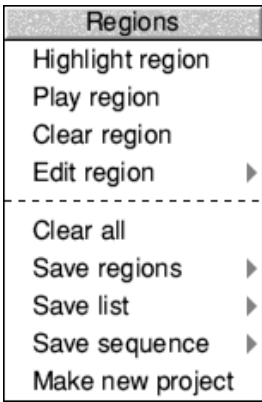 Regions
Highlight region
Play region
Clear region
Edit region
Clear all
Save regions
Save list
Save sequence
Make new project